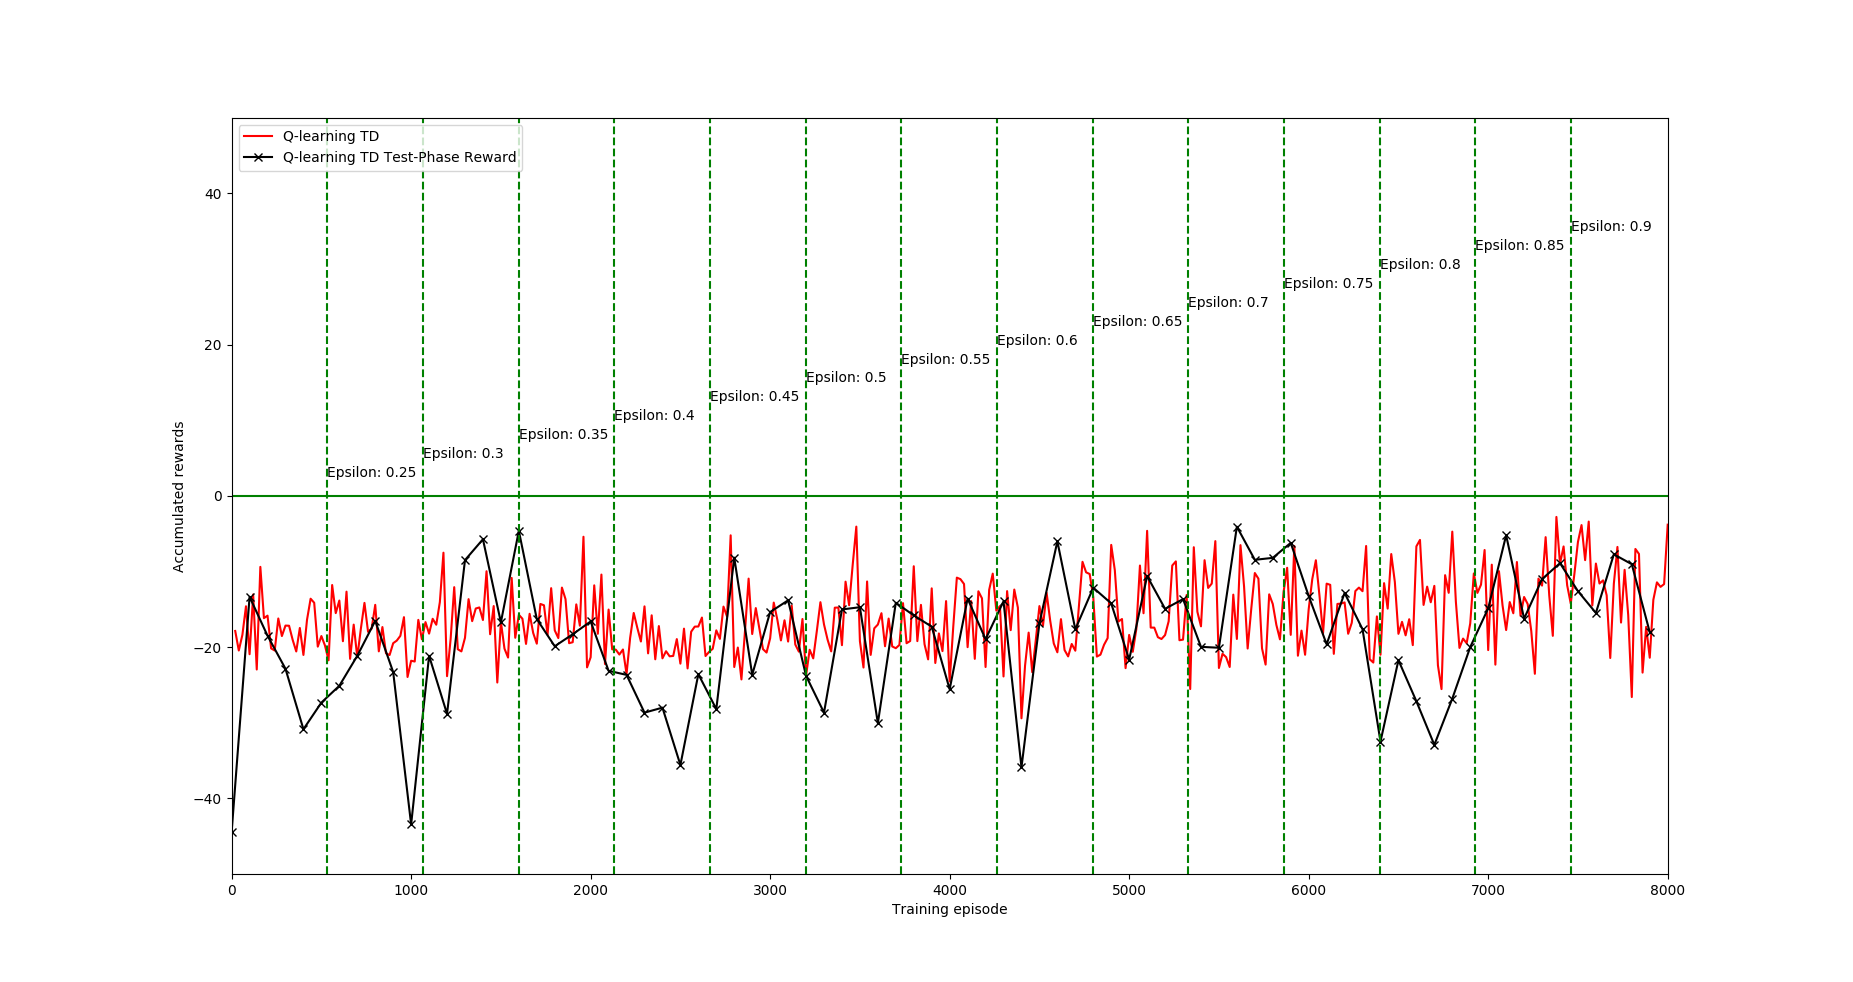 Q-learning TD
Q-learning TD Test-Phase Reward
40
20
0
−20
−40
Accumulated rewards
Epsilon: 0.25
Epsilon: 0.3
Epsilon: 0.35
Epsilon: 0.4
Epsilon: 0.45
Epsilon: 0.5
Epsilon: 0.55
Epsilon: 0.6
Epsilon: 0.65
Epsilon: 0.7
Epsilon: 0.75
Epsilon: 0.8
Epsilon: 0.85
Epsilon: 0.9
0 1000 2000 3000 4000 5000 6000 7000 8000
Training episode